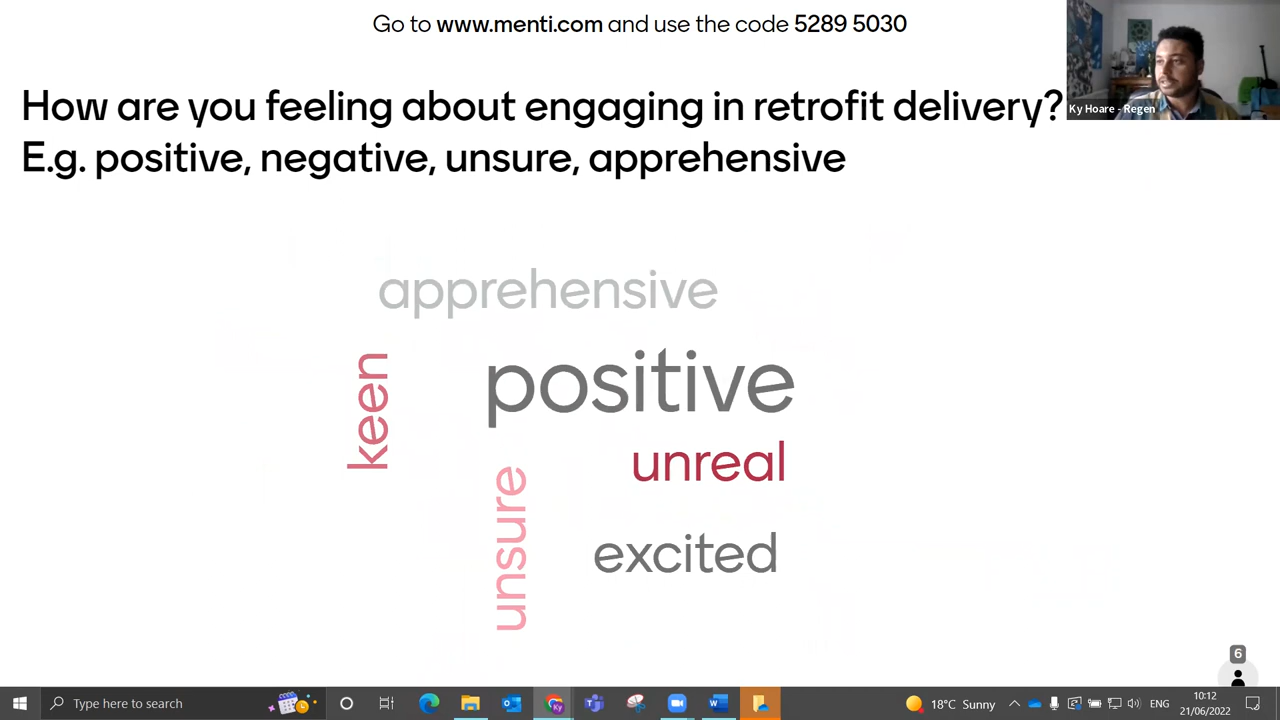 Go to www.menti.com and use the code 5289 5030
Ky Hoare - Regen
How are you feeling about engaging in retrofit delivery?
E.g. positive, negative, unsure, apprehensive
apprehensive
keen
positive
unreal
unsure
excited
6
Type here to search
18°C Sunny
ENG
10:12
21/06/2022